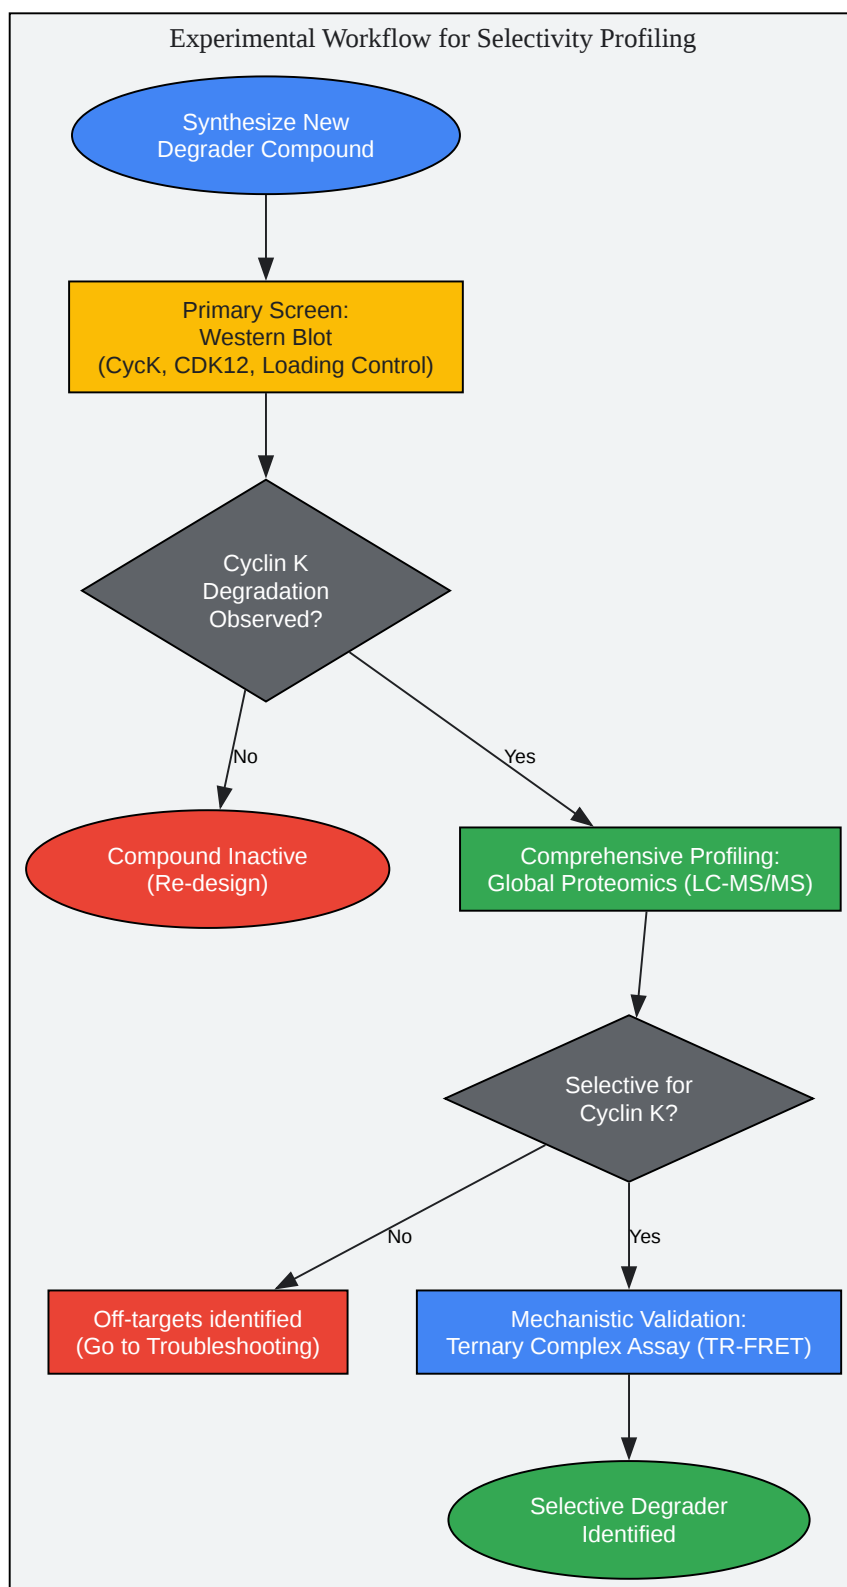 Experimental Workflow for Selectivity Profiling
Synthesize New
Degrader Compound
Primary Screen:
Western Blot
(CycK, CDK12, Loading Control)
Cyclin K
Degradation
Observed?
No
Yes
Compound Inactive
(Re-design)
Comprehensive Profiling:
Global Proteomics (LC-MS/MS)
Selective for
Cyclin K?
No
Yes
Off-targets identified
(Go to Troubleshooting)
Mechanistic Validation:
Ternary Complex Assay (TR-FRET)
Selective Degrader
Identified